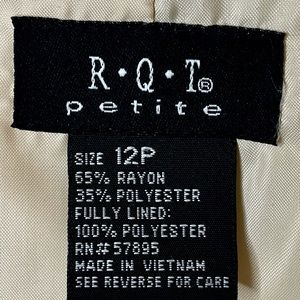 R·Q·T®
petite
SIZE 12P
65% RAYON
35% POLYESTER
FULLY LINED:
100% POLYESTER
RN#57895
MADE IN VIETNAM
SEE REVERSE FOR CARE